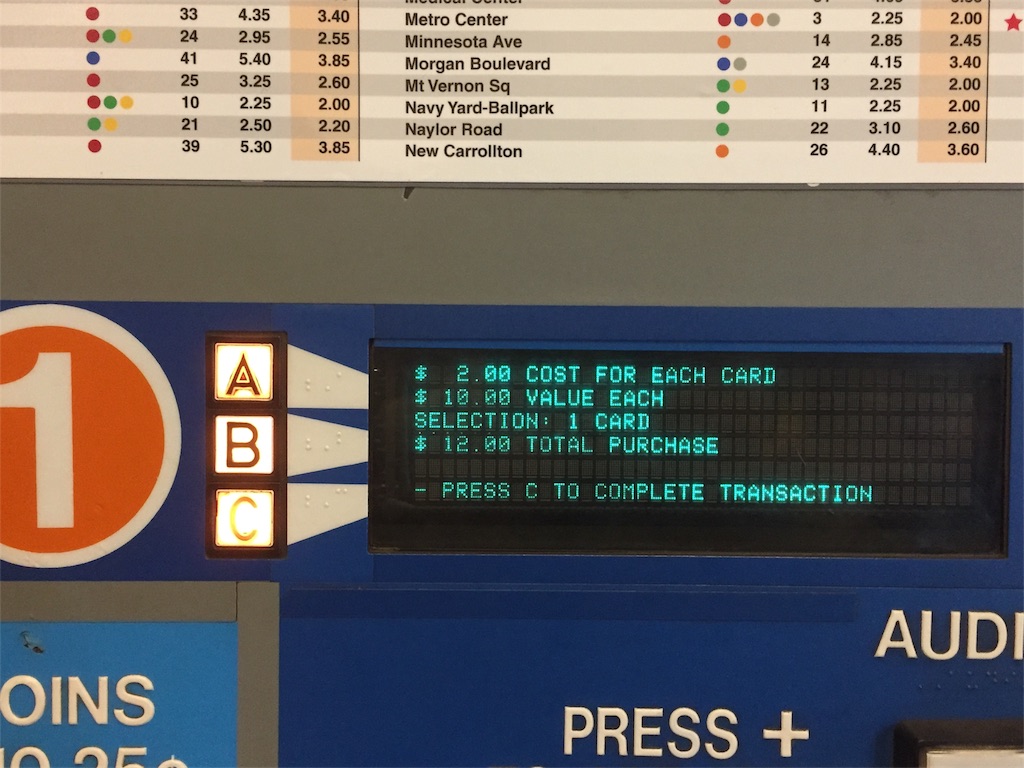 33 4.35 3.40
24 2.95 2.55
41 5.40 3.85
25 3.25 2.60
10 2.25 2.00
21 2.50 2.20
39 5.30 3.85
Medical Center
Metro Center 3 2.25 2.00
Minnesota Ave 14 2.85 2.45
Morgan Boulevard 24 4.15 3.40
Mt Vernon Sq 13 2.25 2.00
Navy Yard-Ballpark 11 2.25 2.00
Naylor Road 22 3.10 2.60
New Carrollton 26 4.40 3.60
1
A
B
C
$ 2.00 COST FOR EACH CARD
$ 10.00 VALUE EACH
SELECTION: 1 CARD
$ 12.00 TOTAL PURCHASE
- PRESS C TO COMPLETE TRANSACTION
OINS
AUDI
PRESS +